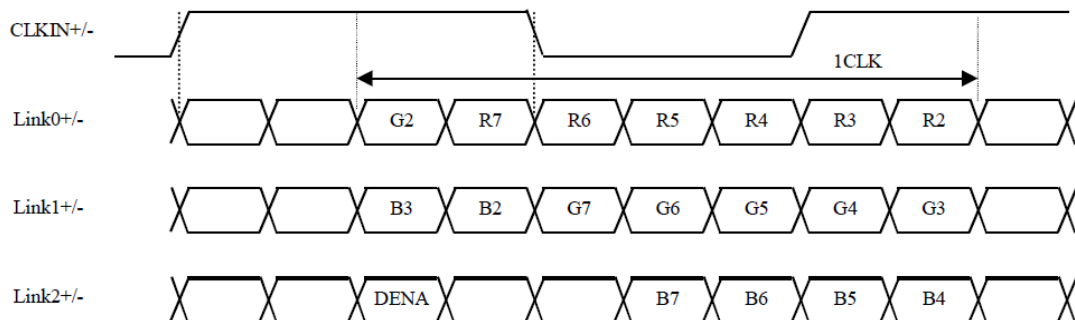 CLKIN+/-
1CLK
Link0+/- G2 R7 R6 R5 R4 R3 R2
Link1+/- B3 B2 G7 G6 G5 G4 G3
Link2+/- DENA B7 B6 B5 B4